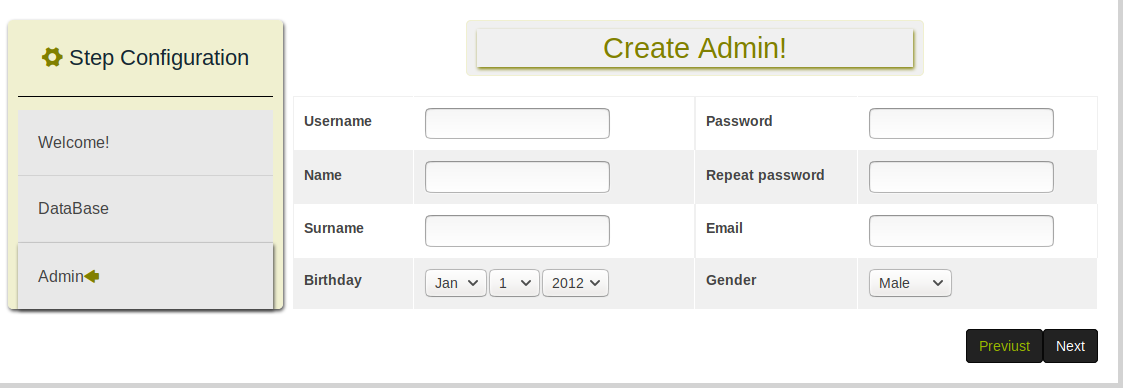 Step Configuration
Welcome!
DataBase
Admin
Create Admin!
Username Password
Name Repeat password
Surname Email
Birthday Jan 1 2012 Gender Male
Previust Next